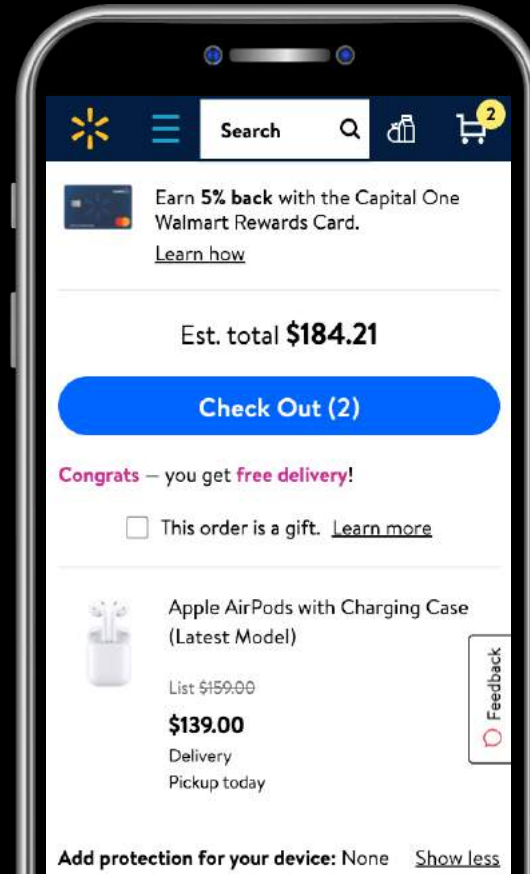 Search
2
Earn 5% back with the Capital One
Walmart Rewards Card.
Learn how
Est. total $184.21
Check Out (2)
Congrats – you get free delivery!
This order is a gift. Learn more
Apple AirPods with Charging Case
(Latest Model)
List $159.00
$139.00
Delivery
Pickup today
Feedback
Add protection for your device: None Show less